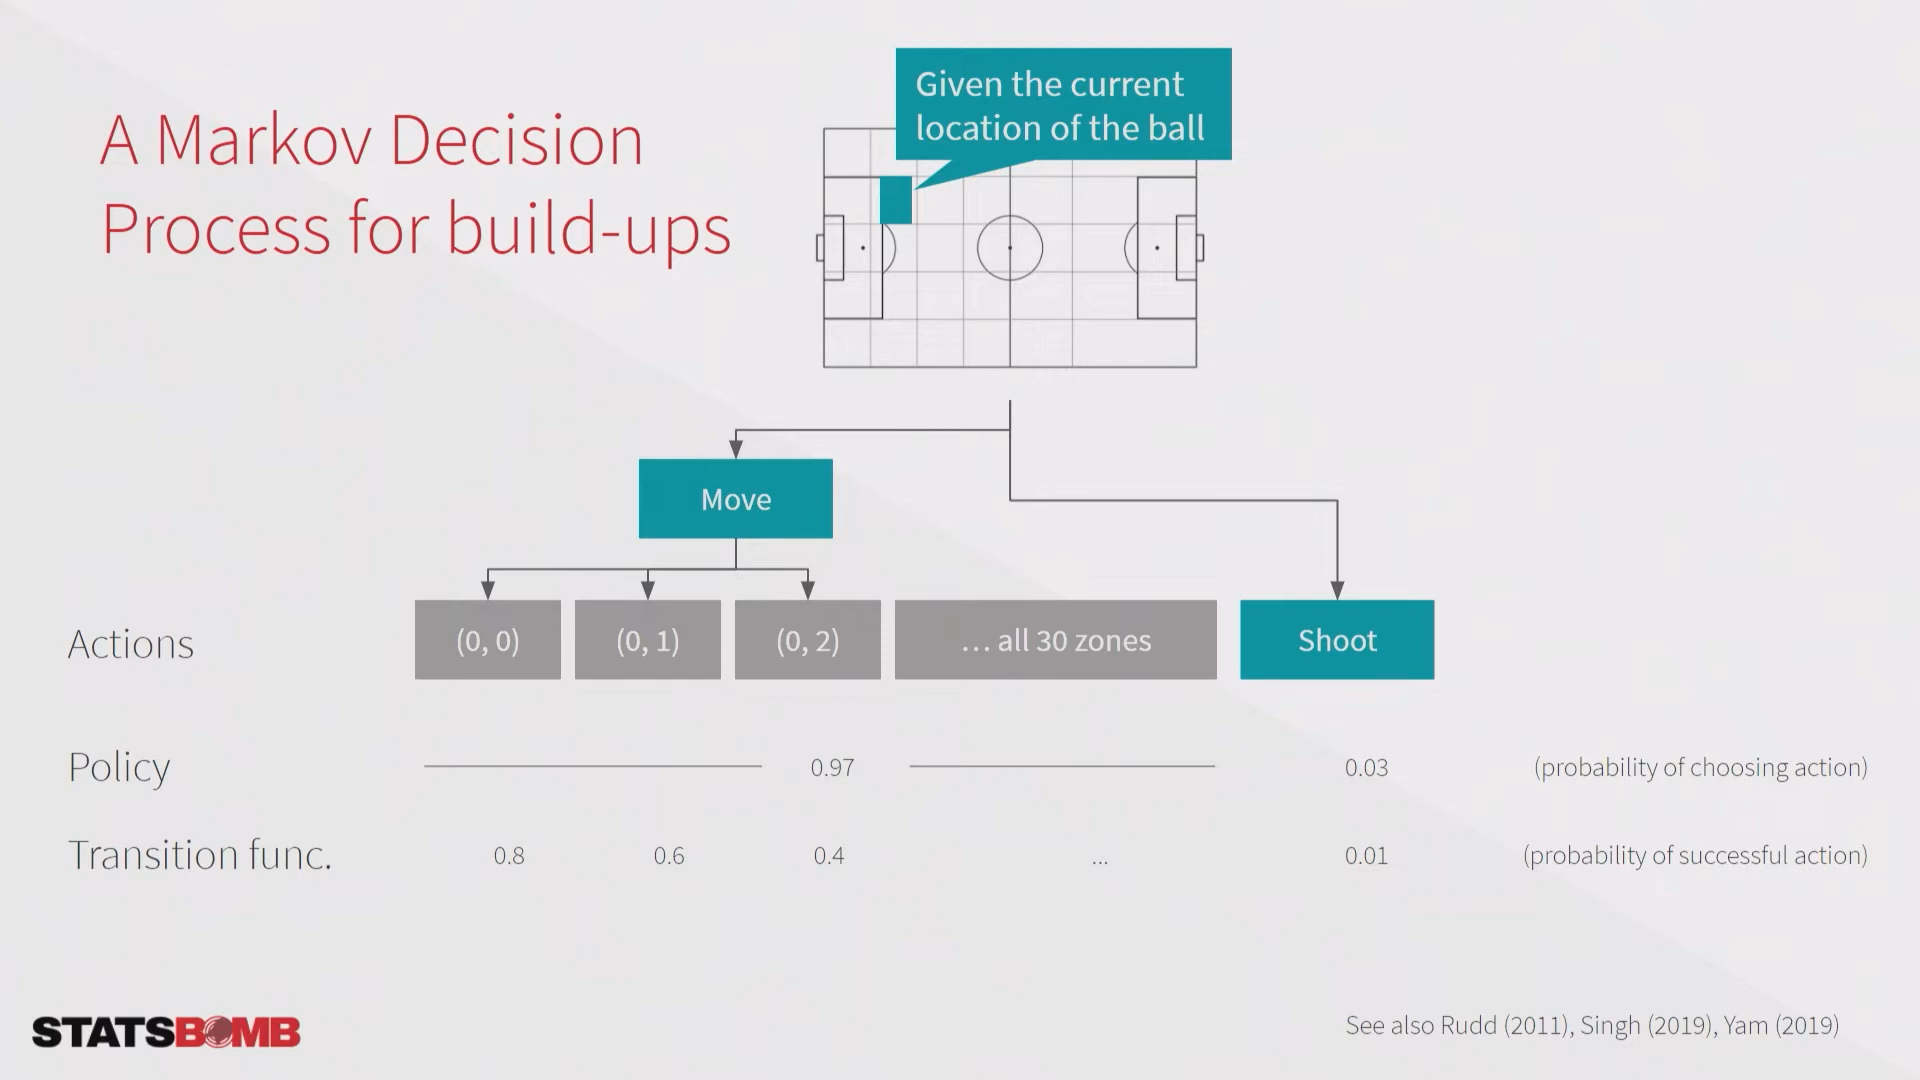 Given the current
location of the ball
A Markov Decision
Process for build-ups
Move
Actions
(0, 0)
(0, 1)
(0, 2)
... all 30 zones
Shoot
Policy
0.97
0.03
(probability of choosing action)
Transition func.
0.8
0.6
0.4
...
0.01
(probability of successful action)
STATSBOMB
See also Rudd (2011), Singh (2019), Yam (2019)